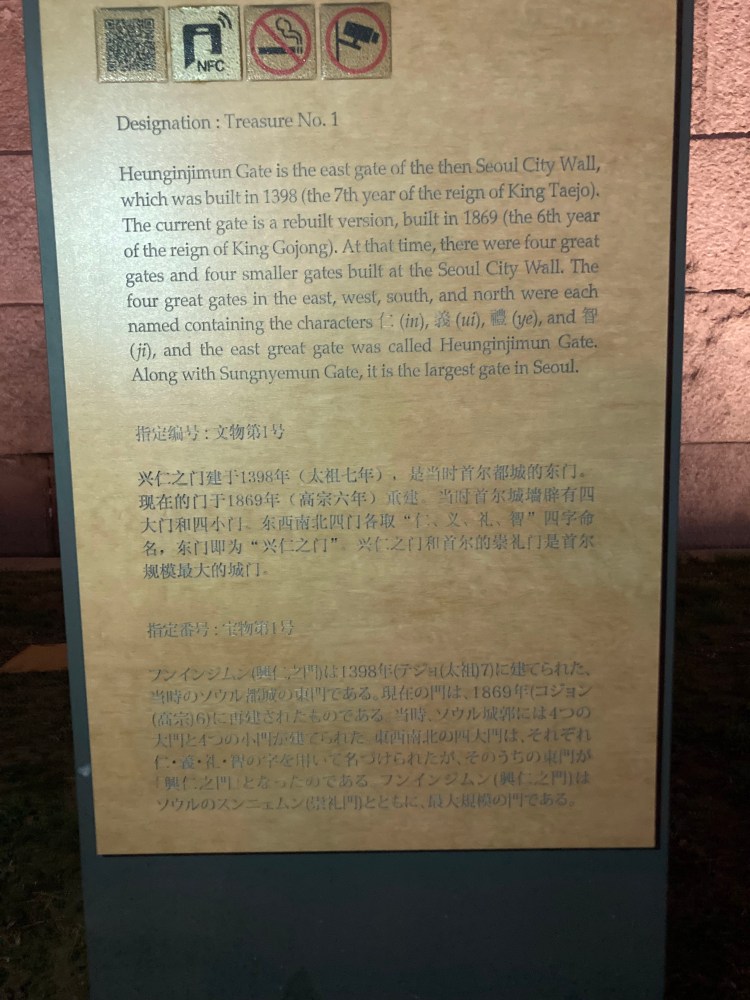 NFC
Designation : Treasure No. 1
Heunginjimun Gate is the east gate of the then Seoul City Wall,
which was built in 1398 (the 7th year of the reign of King Taejo).
The current gate is a rebuilt version, built in 1869 (the 6th year
of the reign of King Gojong). At that time, there were four great
gates and four smaller gates built at the Seoul City Wall. The
four great gates in the east, west, south, and north were each
named containing the characters 仁 (in), 義 (ui), 禮 (ye), and 智
(ji), and the east great gate was called Heunginjimun Gate.
Along with Sungnyemun Gate, it is the largest gate in Seoul.
指定编号 : 文物第1号
兴仁之门建于1398年（太祖七年），是当时首尔都城的东门。
现在的门于1869年（高宗六年）重建。当时首尔城墙辟有四
大门和四小门。东西南北四门各取“仁、义、礼、智”四字命
名，东门即为“兴仁之门”。兴仁之门和首尔的崇礼门是首尔
规模最大的城门。
指定番号 : 宝物第1号
フンインジムン(興仁之門)は1398年(テジョ(太祖)7)に建てられた、
当時のソウル都城の東門である。現在の門は、1869年(コジョン
(高宗)6)に再建されたものである。当時、ソウル城郭には4つの
大門と4つの小門が建てられた。東西南北の四大門は、それぞれ
仁・義・礼・智の字を用いて名づけられたが、そのうちの東門が
「興仁之門」となったのである。フンインジムン(興仁之門)は
ソウルのスンニェムン(崇礼門)とともに、最大規模の門である。